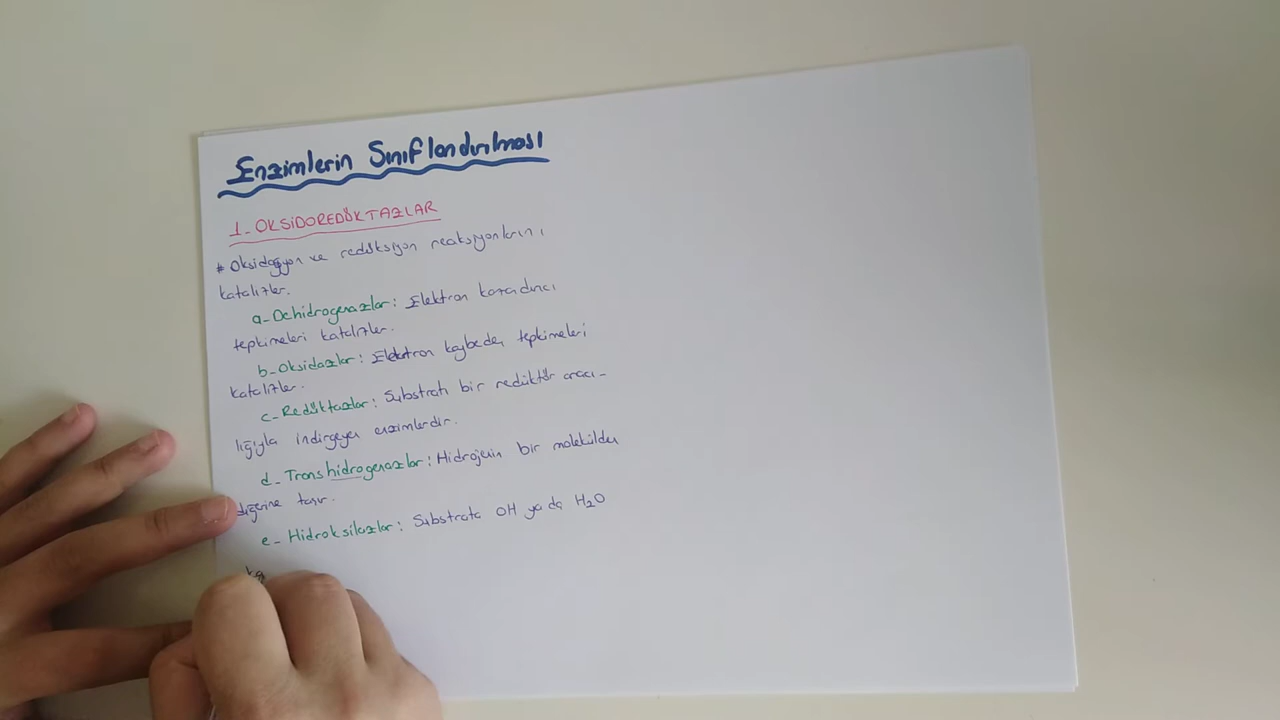 Enzimlerin Sınıflandırılması
1- OKSİDOREDÜKTAZLAR
* Oksidasyon ve redüksiyon reaksiyonlarını
katalizler.
a- Dehidrogenazlar: Elektron kazandırıcı
tepkimeleri katalizler.
b- Oksidazlar: Elektron kaybeden tepkimeleri
katalizler.
c- Redüktazlar: Substratı bir redüktör aracı-
lığıyla indirgeyen enzimlerdir.
d- Transhidrogenazlar: Hidrojenin bir molekülden
diğerine taşır.
e- Hidroksilazlar: Substrata OH ya da H2O